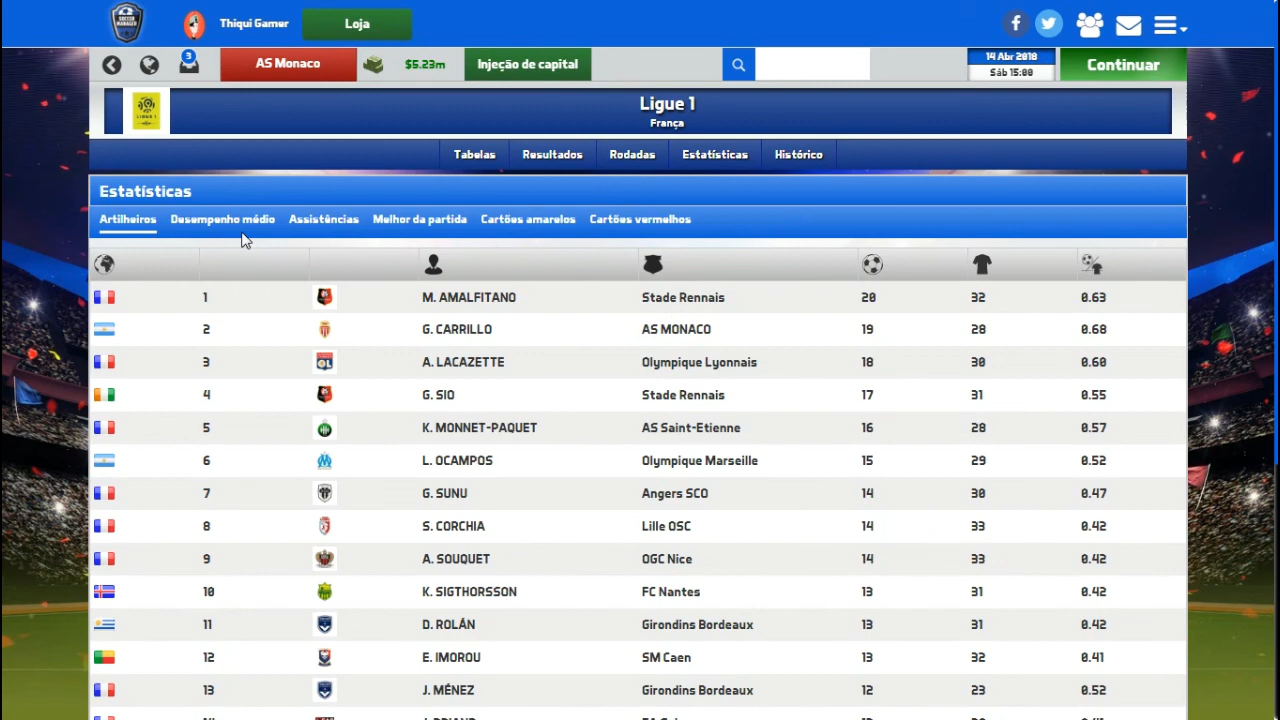 SOCCER MANAGER
Thiqui Gamer
Loja
3
AS Monaco
$5.23m
Injeção de capital
14 Abr 2018
Sáb 15:00
Continuar
LIGUE 1
Ligue 1
França
Tabelas Resultados Rodadas Estatísticas Histórico
Estatísticas
Artilheiros Desempenho médio Assistências Melhor da partida Cartões amarelos Cartões vermelhos
1 M. AMALFITANO Stade Rennais 20 32 0.63
2 G. CARRILLO AS MONACO 19 28 0.68
3 A. LACAZETTE Olympique Lyonnais 18 30 0.60
4 G. SIO Stade Rennais 17 31 0.55
5 K. MONNET-PAQUET AS Saint-Etienne 16 28 0.57
6 L. OCAMPOS Olympique Marseille 15 29 0.52
7 G. SUNU Angers SCO 14 30 0.47
8 S. CORCHIA Lille OSC 14 33 0.42
9 A. SOUQUET OGC Nice 14 33 0.42
10 K. SIGTHORSSON FC Nantes 13 31 0.42
11 D. ROLÁN Girondins Bordeaux 13 31 0.42
12 E. IMOROU SM Caen 13 32 0.41
13 J. MÉNEZ Girondins Bordeaux 12 23 0.52